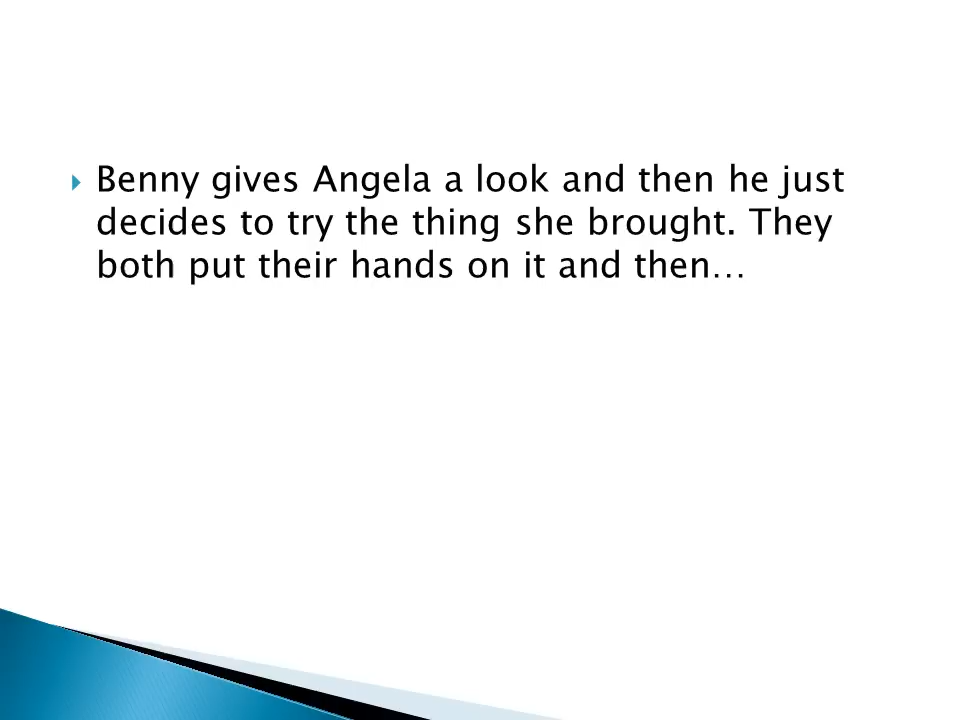 Benny gives Angela a look and then he just
decides to try the thing she brought. They
both put their hands on it and then…